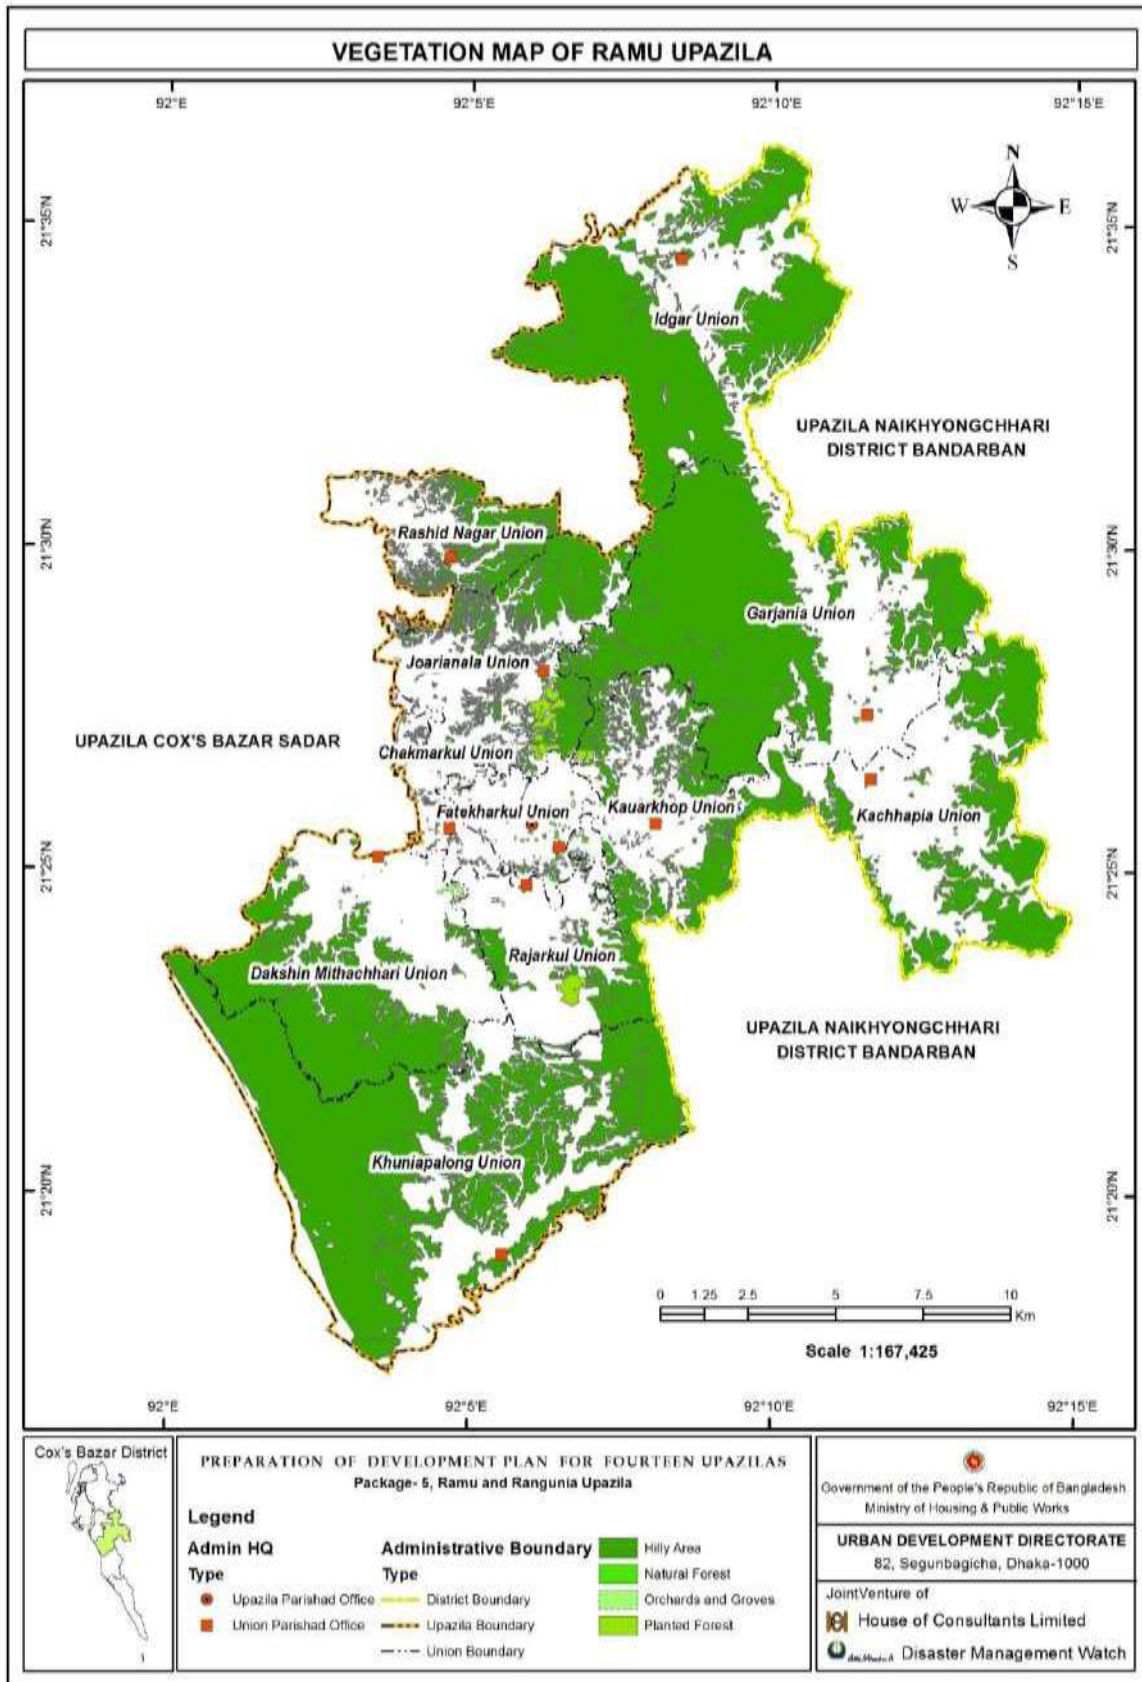 VEGETATION MAP OF RAMU UPAZILA
92°E 92°5'E 92°10'E 92°15'E
N
W E
S
21°35'N 21°35'N
Idgar Union
UPAZILA NAIKHYONGCHHARI
DISTRICT BANDARBAN
Rashid Nagar Union
21°30'N 21°30'N
Garjania Union
Joarianala Union
UPAZILA COX'S BAZAR SADAR
Chakmarkul Union
Fatekharkul Union
Kauarkhop Union
Kachhapia Union
21°25'N 21°25'N
Rajarkul Union
Dakshin Mithachhari Union
UPAZILA NAIKHYONGCHHARI
DISTRICT BANDARBAN
Khuniapalong Union
21°20'N 21°20'N
0 1.25 2.5 5 7.5 10
Km
Scale 1:167,425
92°E 92°5'E 92°10'E 92°15'E
Cox's Bazar District
PREPARATION OF DEVELOPMENT PLAN FOR FOURTEEN UPAZILAS
Package- 5, Ramu and Rangunia Upazila
Legend
Admin HQ
Type
Upazila Parishad Office
Union Parishad Office
Administrative Boundary
Type
District Boundary
Upazila Boundary
Union Boundary
Hilly Area
Natural Forest
Orchards and Groves
Planted Forest
Government of the People's Republic of Bangladesh
Ministry of Housing & Public Works
URBAN DEVELOPMENT DIRECTORATE
82, Segunbagicha, Dhaka-1000
JointVenture of
House of Consultants Limited
Disaster Management Watch